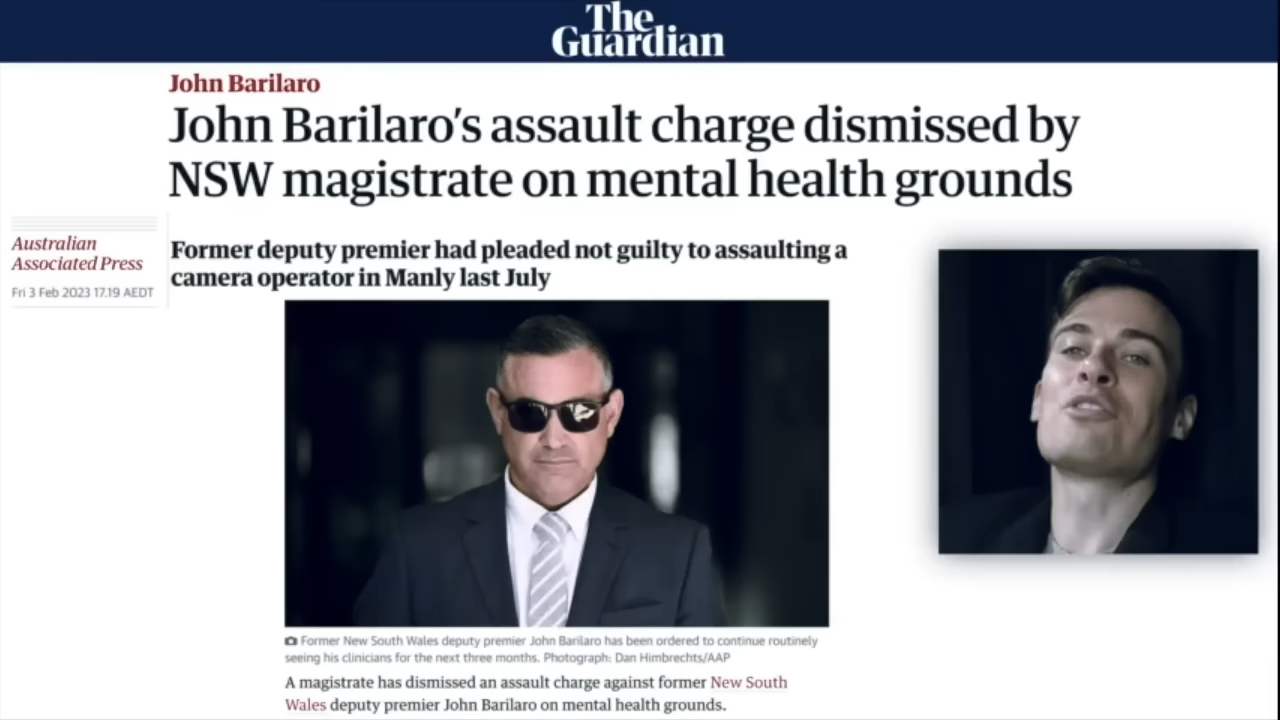 The
Guardian
John Barilaro
John Barilaro's assault charge dismissed by
NSW magistrate on mental health grounds
Australian
Associated Press
Fri 3 Feb 2023 17.19 AEDT
Former deputy premier had pleaded not guilty to assaulting a
camera operator in Manly last July
Former New South Wales deputy premier John Barilaro has been ordered to continue routinely
seeing his clinicians for the next three months. Photograph: Dan Himbrechts/AAP
A magistrate has dismissed an assault charge against former New South
Wales deputy premier John Barilaro on mental health grounds.